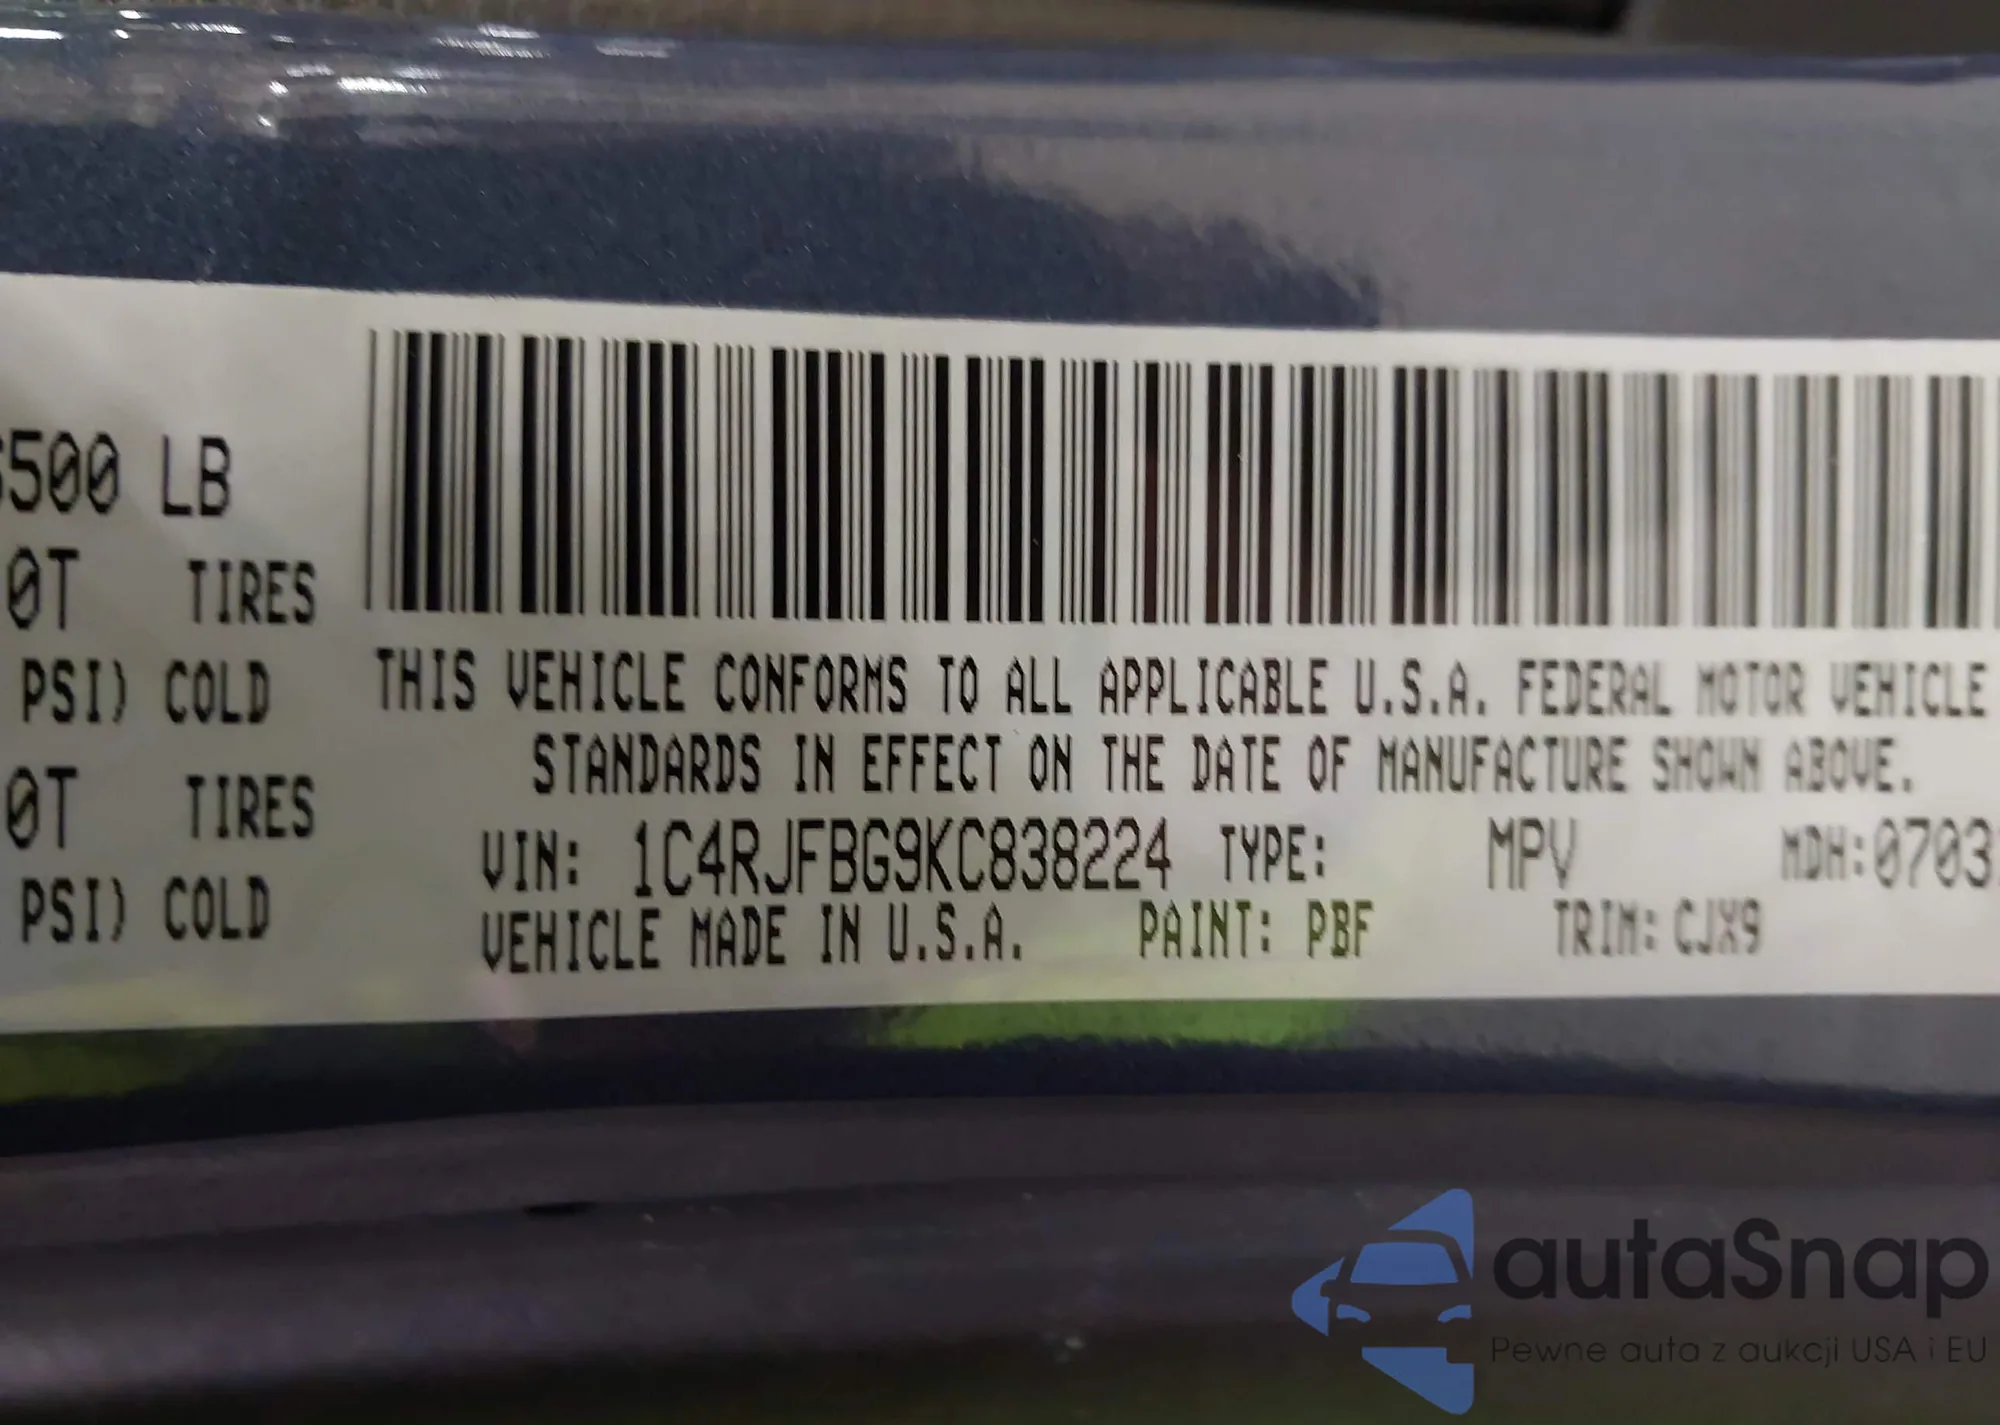 500 LB
0T TIRES
PSI) COLD
0T TIRES
PSI) COLD
THIS VEHICLE CONFORMS TO ALL APPLICABLE U.S.A. FEDERAL MOTOR VEHICLE
STANDARDS IN EFFECT ON THE DATE OF MANUFACTURE SHOWN ABOVE.
VIN: 1C4RJFBG9KC838224 TYPE: MPV MDH:0703
VEHICLE MADE IN U.S.A. PAINT: PBF TRIM: CJX9
autaSnap
Pewne auta z aukcji USA i EU